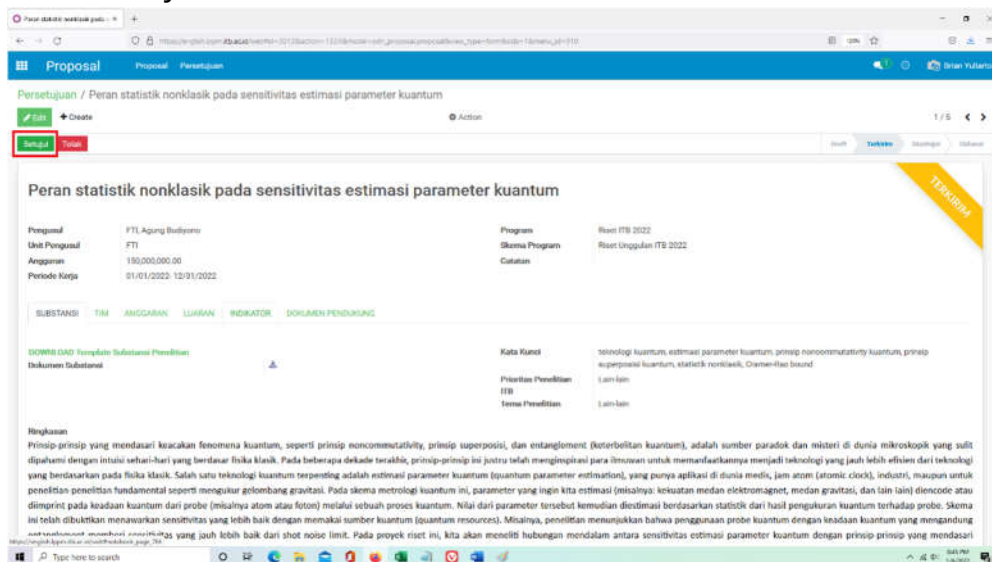 Peran statistik nonklasik pada
Proposal Proposal Persetujuan Brian Yuliarto
Persetujuan / Peran statistik nonklasik pada sensitivitas estimasi parameter kuantum
Edit Create Action 1 / 6
Setujui Tolak Draft Terkirim Disetujui
TERKIRIM
Peran statistik nonklasik pada sensitivitas estimasi parameter kuantum
Pengusul FTI, Agung Budiyono Program Riset ITB 2022
Unit Pengusul FTI Skema Program Riset Unggulan ITB 2022
Anggaran 150,000,000.00 Catatan
Periode Kerja 01/01/2022- 12/31/2022
SUBSTANSI TIM ANGGARAN LUARAN INDIKATOR DOKUMEN PENDUKUNG
DOWNLOAD Template Substansi Penelitian Kata Kunci teknologi kuantum, estimasi parameter kuantum, prinsip noncommutativity kuantum, prinsip
Dokumen Substansi superposisi kuantum, statistik nonklasik, Cramer-Rao bound
Prioritas Penelitian Lain-lain
ITB
Tema Penelitian Lain-lain
Ringkasan
Prinsip-prinsip yang mendasari keacakan fenomena kuantum, seperti prinsip noncommutativity, prinsip superposisi, dan entanglement (keterbelitan kuantum), adalah sumber paradok dan misteri di dunia mikroskopik yang sulit
dipahami dengan intuisi sehari-hari yang berdasar fisika klasik. Pada beberapa dekade terakhir, prinsip-prinsip ini justru telah menginspirasi para ilmuwan untuk memanfaatkannya menjadi teknologi yang jauh lebih efisien dari teknologi
yang berdasarkan pada fisika klasik. Salah satu teknologi kuantum terpenting adalah estimasi parameter kuantum (quantum parameter estimation), yang punya aplikasi di dunia medis, jam atom (atomic clock), industri, maupun untuk
penelitian penelitian fundamental seperti mengukur gelombang gravitasi. Pada skema metrologi kuantum ini, parameter yang ingin kita estimasi (misalnya: kekuatan medan elektromagnet, medan gravitasi, dan lain lain) diencode atau
diimprint pada keadaan kuantum dari probe (misalnya atom atau foton) melalui sebuah proses kuantum. Nilai dari parameter tersebut kemudian diestimasi berdasarkan statistik dari hasil pengukuran kuantum terhadap probe. Skema
ini telah dibuktikan menawarkan sensitivitas yang lebih baik dengan memakai sumber kuantum (quantum resources). Misalnya, penelitian menunjukkan bahwa penggunaan probe kuantum dengan keadaan kuantum yang mengandung
entanglement memberi sensitivitas yang jauh lebih baik dari shot noise limit. Pada proyek riset ini, kita akan meneliti hubungan mendalam antara sensitivitas estimasi parameter kuantum dengan prinsip prinsip yang mendasari
Type here to search